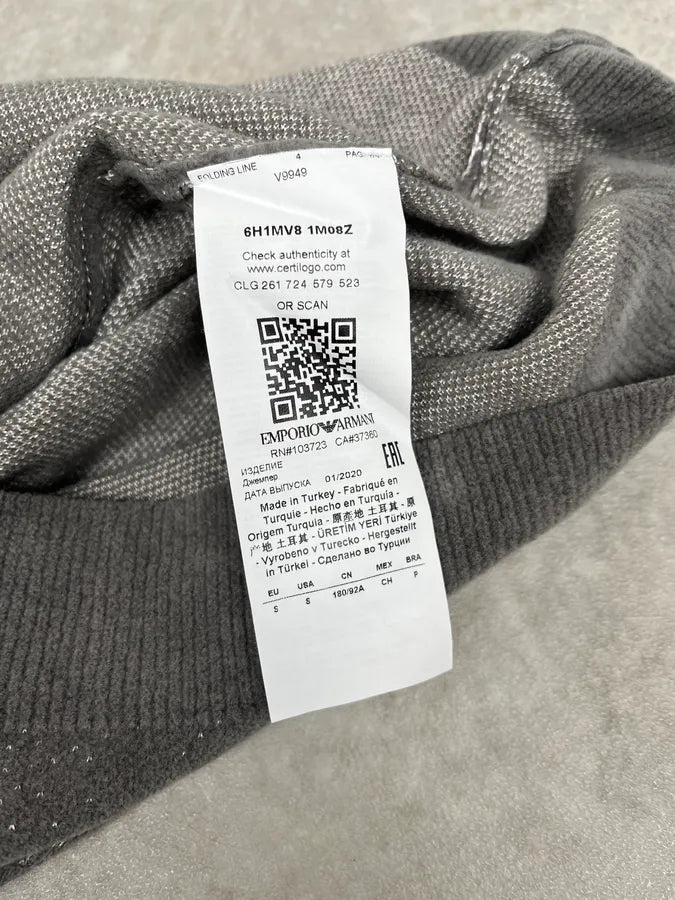 FOLDING LINE 4
V9949
6H1MV8 1M08Z
Check authenticity at
www.certilogo.com
CLG 261 724 579 523
OR SCAN
EMPORIO ARMANI
RN#103723 CA#37360
EAC
ИЗДЕЛИЕ
Джемпер
ДАТА ВЫПУСКА 01/2020
Made in Turkey - Fabriqué en
Turquie - Hecho en Turquía -
Origem Turquia - 原產地 土耳其 -
地 土耳其 - ÜRETİM YERİ Türkiye
- Vyrobeno v Turecko - Hergestellt
in Türkei - Сделано во Турции
EU USA CN MEX BRA
S S 180/92A CH P